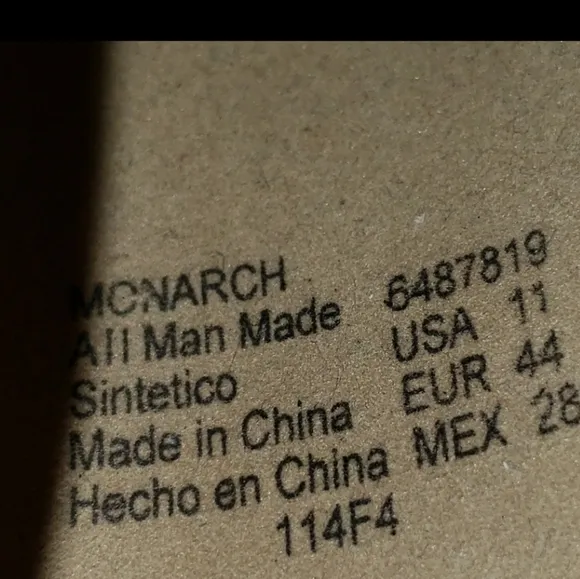 MONARCH 6487819
All Man Made USA 11
Sintetico EUR 44
Made in China MEX 28
Hecho en China
114F4